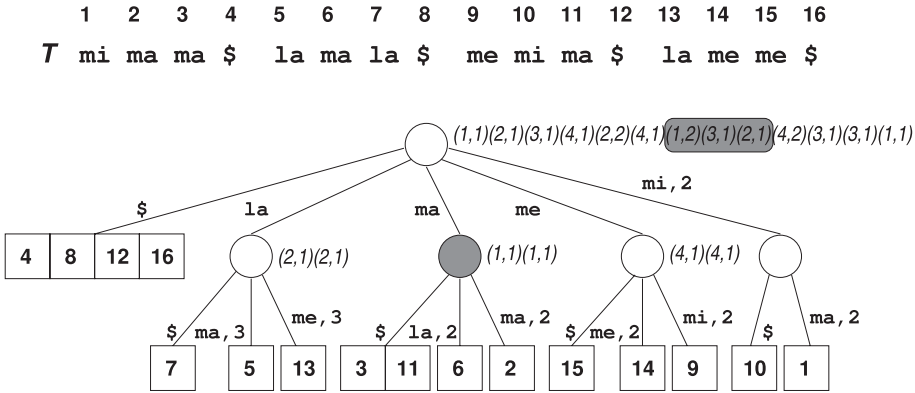 1 2 3 4 5 6 7 8 9 10 11 12 13 14 15 16
T mi ma ma $ la ma la $ me mi ma $ la me me $
(1,1)(2,1)(3,1)(4,1)(2,2)(4,1)(1,2)(3,1)(2,1)(4,2)(3,1)(3,1)(1,1)
$ la ma me mi,2
4 8 12 16 (2,1)(2,1) (1,1)(1,1) (4,1)(4,1)
$ ma,3 me,3 $ la,2 ma,2 $ me,2 mi,2 $ ma,2
7 5 13 3 11 6 2 15 14 9 10 1